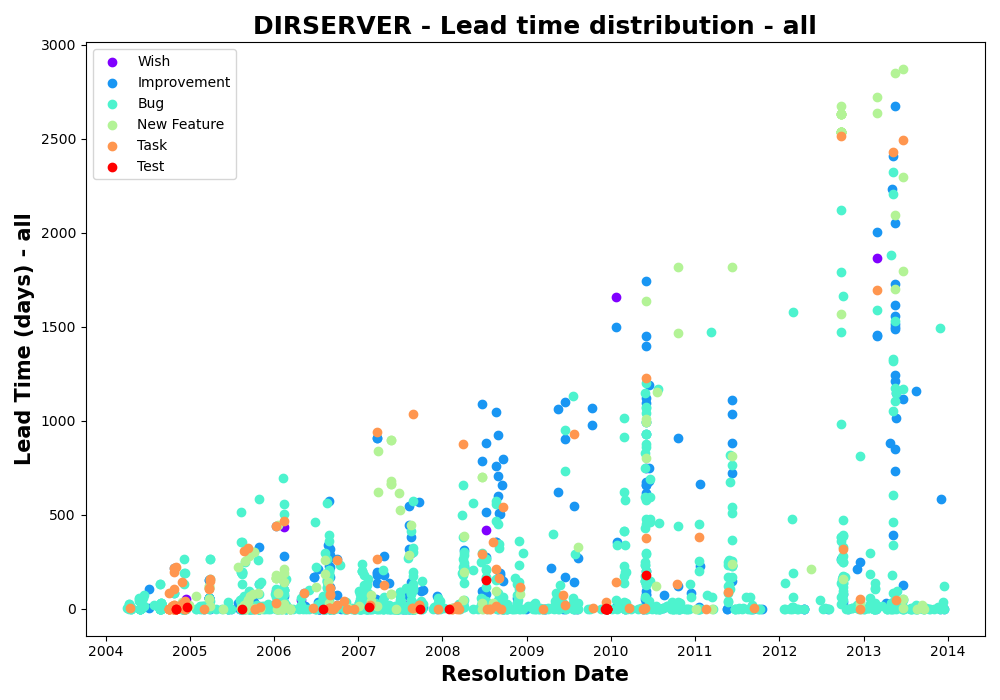 DIRSERVER - Lead time distribution - all
3000
2500
2000
1500
1000
500
0
Lead Time (days) - all
Wish
Improvement
Bug
New Feature
Task
Test
2004 2005 2006 2007 2008 2009 2010 2011 2012 2013 2014
Resolution Date